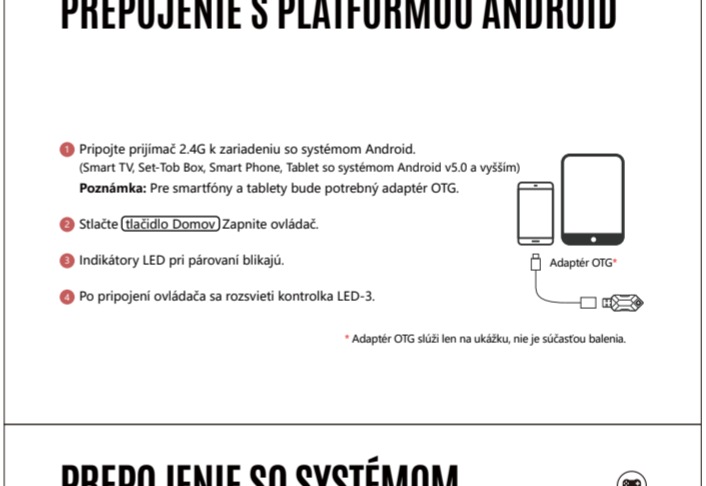 PREPOJENIE S PLATFORMOU ANDROID
1 Pripojte prijímač 2.4G k zariadeniu so systémom Android.
(Smart TV, Set-Tob Box, Smart Phone, Tablet so systémom Android v5.0 a vyšším)
Poznámka: Pre smartfóny a tablety bude potrebný adaptér OTG.
2 Stlačte tlačidlo Domov Zapnite ovládač.
3 Indikátory LED pri párovaní blikajú.
Adaptér OTG*
4 Po pripojení ovládača sa rozsvieti kontrolka LED-3.
* Adaptér OTG slúži len na ukážku, nie je súčasťou balenia.
PREPOJENIE SO SYSTÉMOM